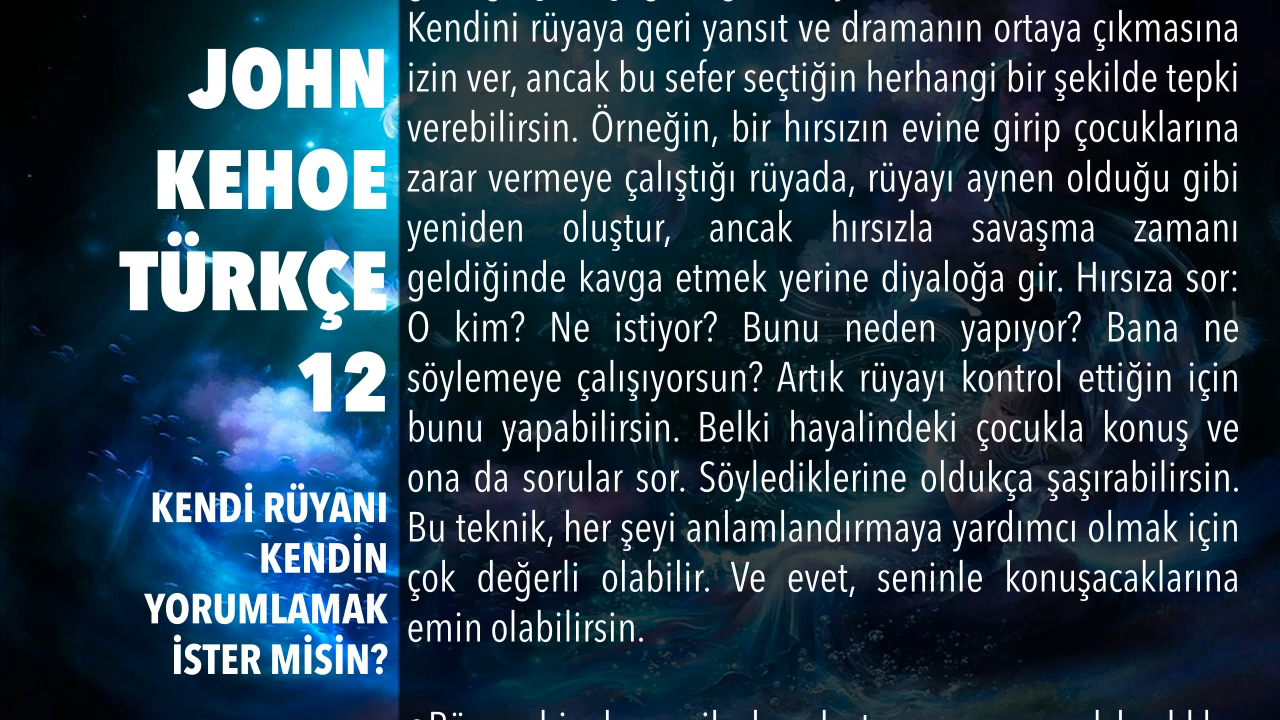 JOHN
KEHOE
TÜRKÇE
12
KENDİ RÜYANI
KENDİN
YORUMLAMAK
İSTER MİSİN?
Kendini rüyaya geri yansıt ve dramanın ortaya çıkmasına
izin ver, ancak bu sefer seçtiğin herhangi bir şekilde tepki
verebilirsin. Örneğin, bir hırsızın evine girip çocuklarına
zarar vermeye çalıştığı rüyada, rüyayı aynen olduğu gibi
yeniden oluştur, ancak hırsızla savaşma zamanı
geldiğinde kavga etmek yerine diyaloğa gir. Hırsıza sor:
O kim? Ne istiyor? Bunu neden yapıyor? Bana ne
söylemeye çalışıyorsun? Artık rüyayı kontrol ettiğin için
bunu yapabilirsin. Belki hayalindeki çocukla konuş ve
ona da sorular sor. Söylediklerine oldukça şaşırabilirsin.
Bu teknik, her şeyi anlamlandırmaya yardımcı olmak için
çok değerli olabilir. Ve evet, seninle konuşacaklarına
emin olabilirsin.